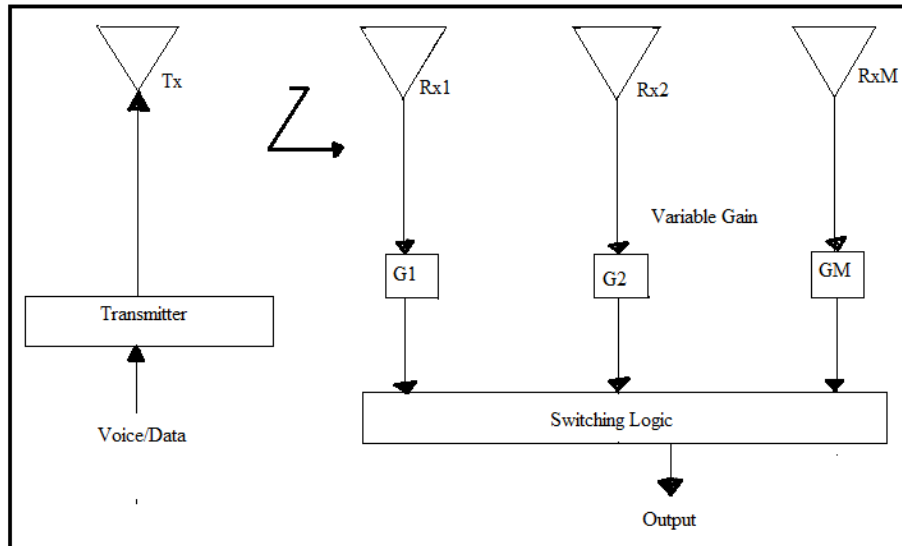 Tx
Rx1
Rx2
RxM
Variable Gain
G1
G2
GM
Transmitter
Switching Logic
Voice/Data
Output